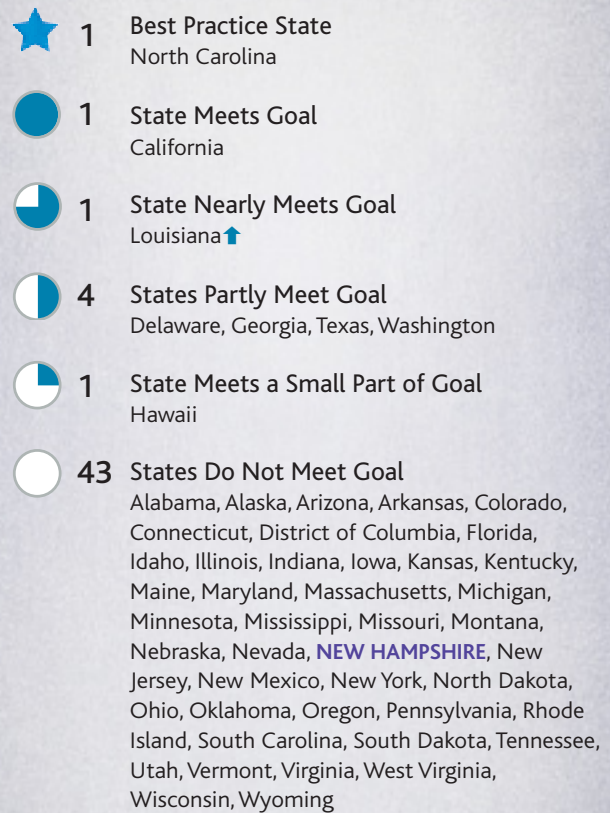 1 Best Practice State
North Carolina
1 State Meets Goal
California
1 State Nearly Meets Goal
Louisiana
4 States Partly Meet Goal
Delaware, Georgia, Texas, Washington
1 State Meets a Small Part of Goal
Hawaii
43 States Do Not Meet Goal
Alabama, Alaska, Arizona, Arkansas, Colorado,
Connecticut, District of Columbia, Florida,
Idaho, Illinois, Indiana, Iowa, Kansas, Kentucky,
Maine, Maryland, Massachusetts, Michigan,
Minnesota, Mississippi, Missouri, Montana,
Nebraska, Nevada, NEW HAMPSHIRE, New
Jersey, New Mexico, New York, North Dakota,
Ohio, Oklahoma, Oregon, Pennsylvania, Rhode
Island, South Carolina, South Dakota, Tennessee,
Utah, Vermont, Virginia, West Virginia,
Wisconsin, Wyoming